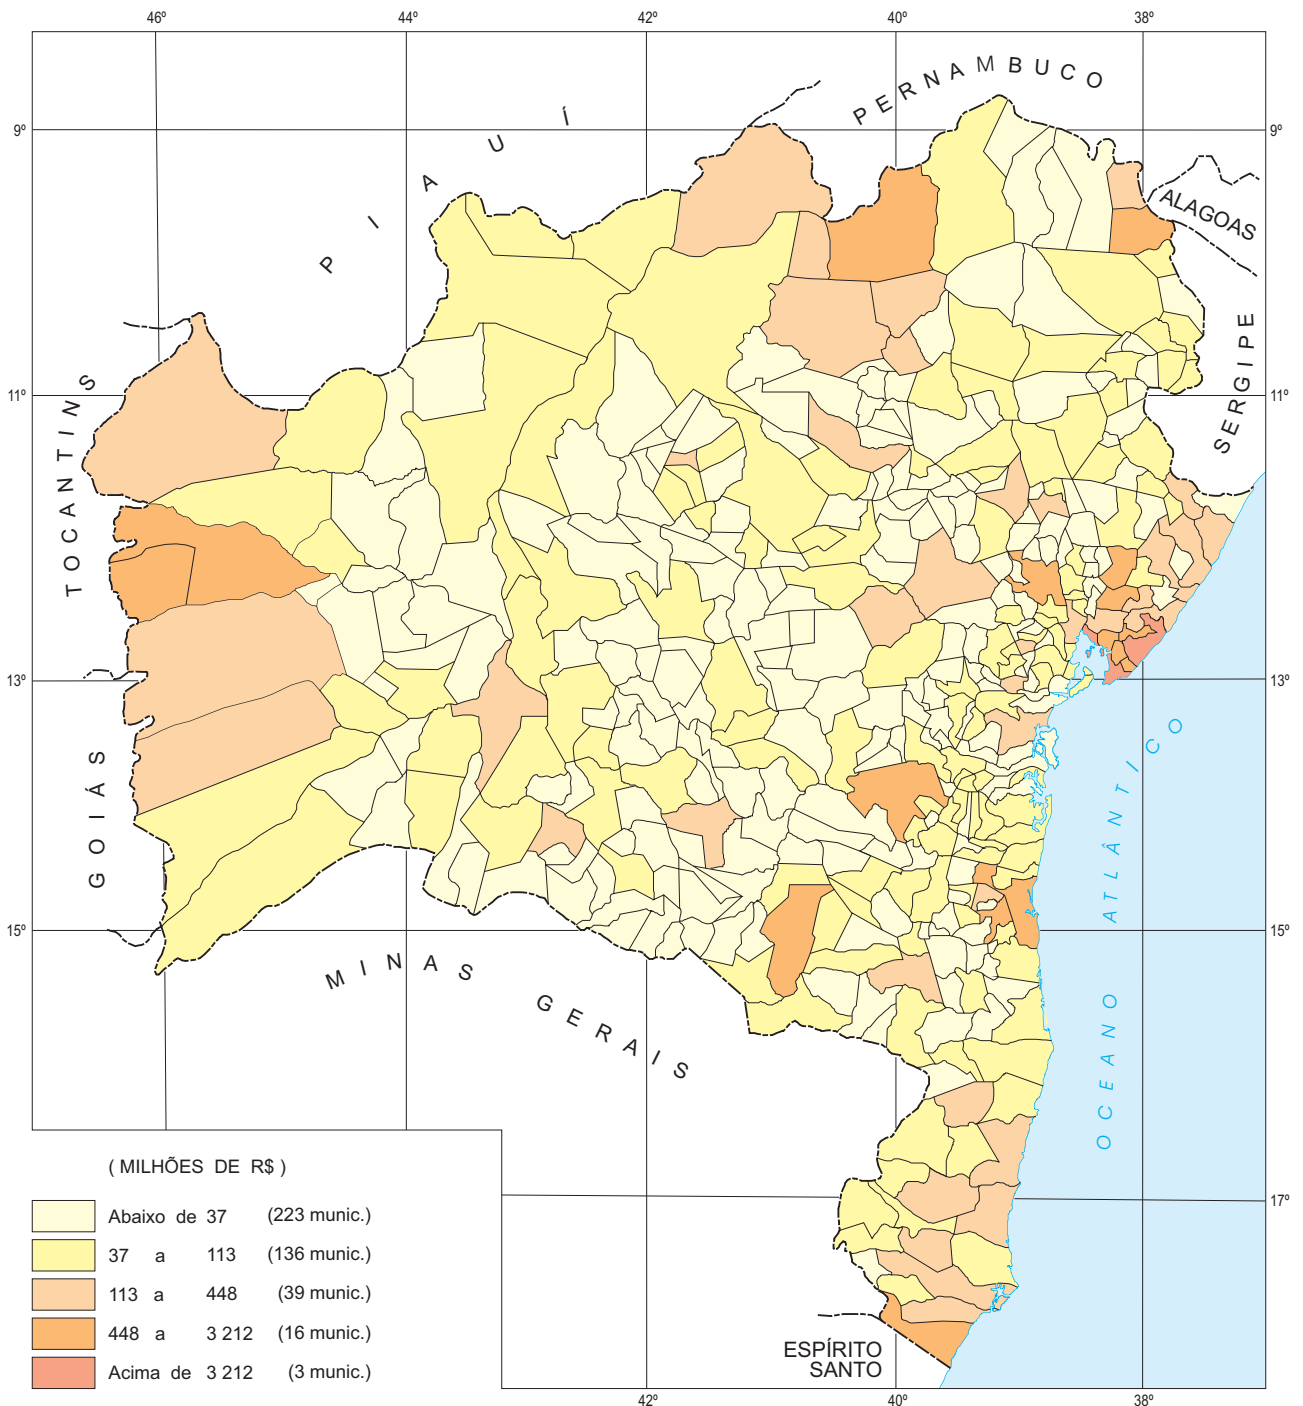 46º 44º 42º 40º 38º
PERNAMBUCO
PIAUÍ
9º 9º
ALAGOAS
SERGIPE
11º 11º
TOCANTINS
13º 13º
GOIÁS
OCEANO ATLÂNTICO
15º 15º
MINAS GERAIS
17º
( MILHÕES DE R$ )
Abaixo de 37 (223 munic.)
37 a 113 (136 munic.)
113 a 448 (39 munic.)
448 a 3 212 (16 munic.)
Acima de 3 212 (3 munic.)
ESPÍRITO
SANTO
42º 40º 38º